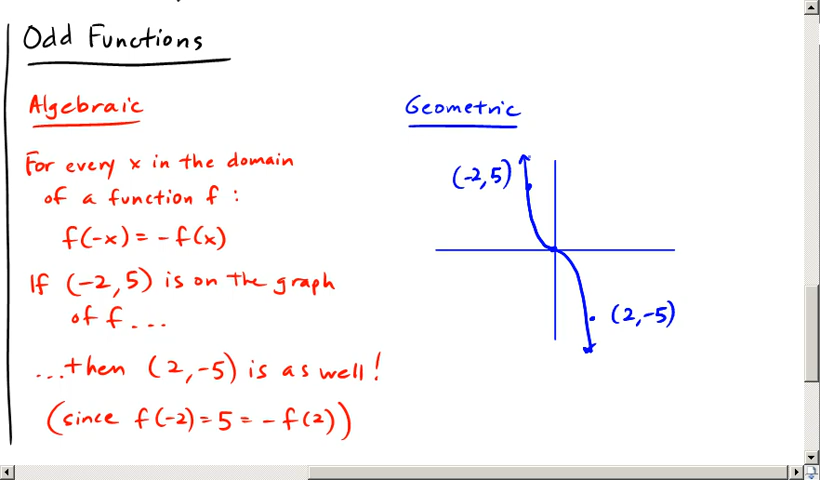 Odd Functions
Algebraic
For every x in the domain
of a function f :
f(-x) = -f(x)
If (-2, 5) is on the graph
of f ...
...then (2, -5) is as well!
(since f(-2) = 5 = -f(2))
Geometric
(-2, 5)
(2, -5)